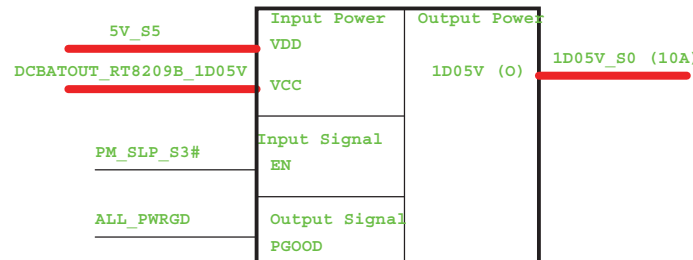 5V_S5
DCBATOUT_RT8209B_1D05V
Input Power
VDD
VCC
Output Power
1D05V (O)
1D05V_S0 (10A)
PM_SLP_S3#
Input Signal
EN
ALL_PWRGD
Output Signal
PGOOD